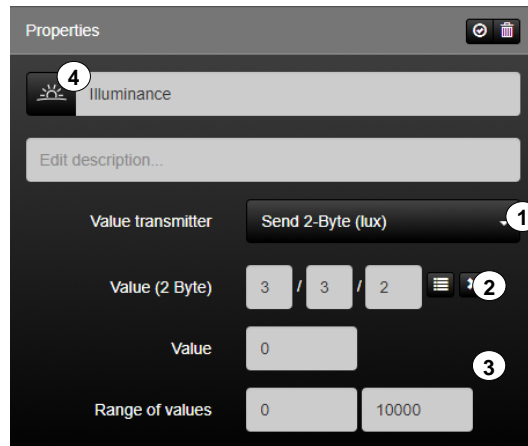 Properties
4
Illuminance
Edit description...
Value transmitter Send 2-Byte (lux) 1
Value (2 Byte) 3 / 3 / 2 2
Value 0
3
Range of values 0 10000